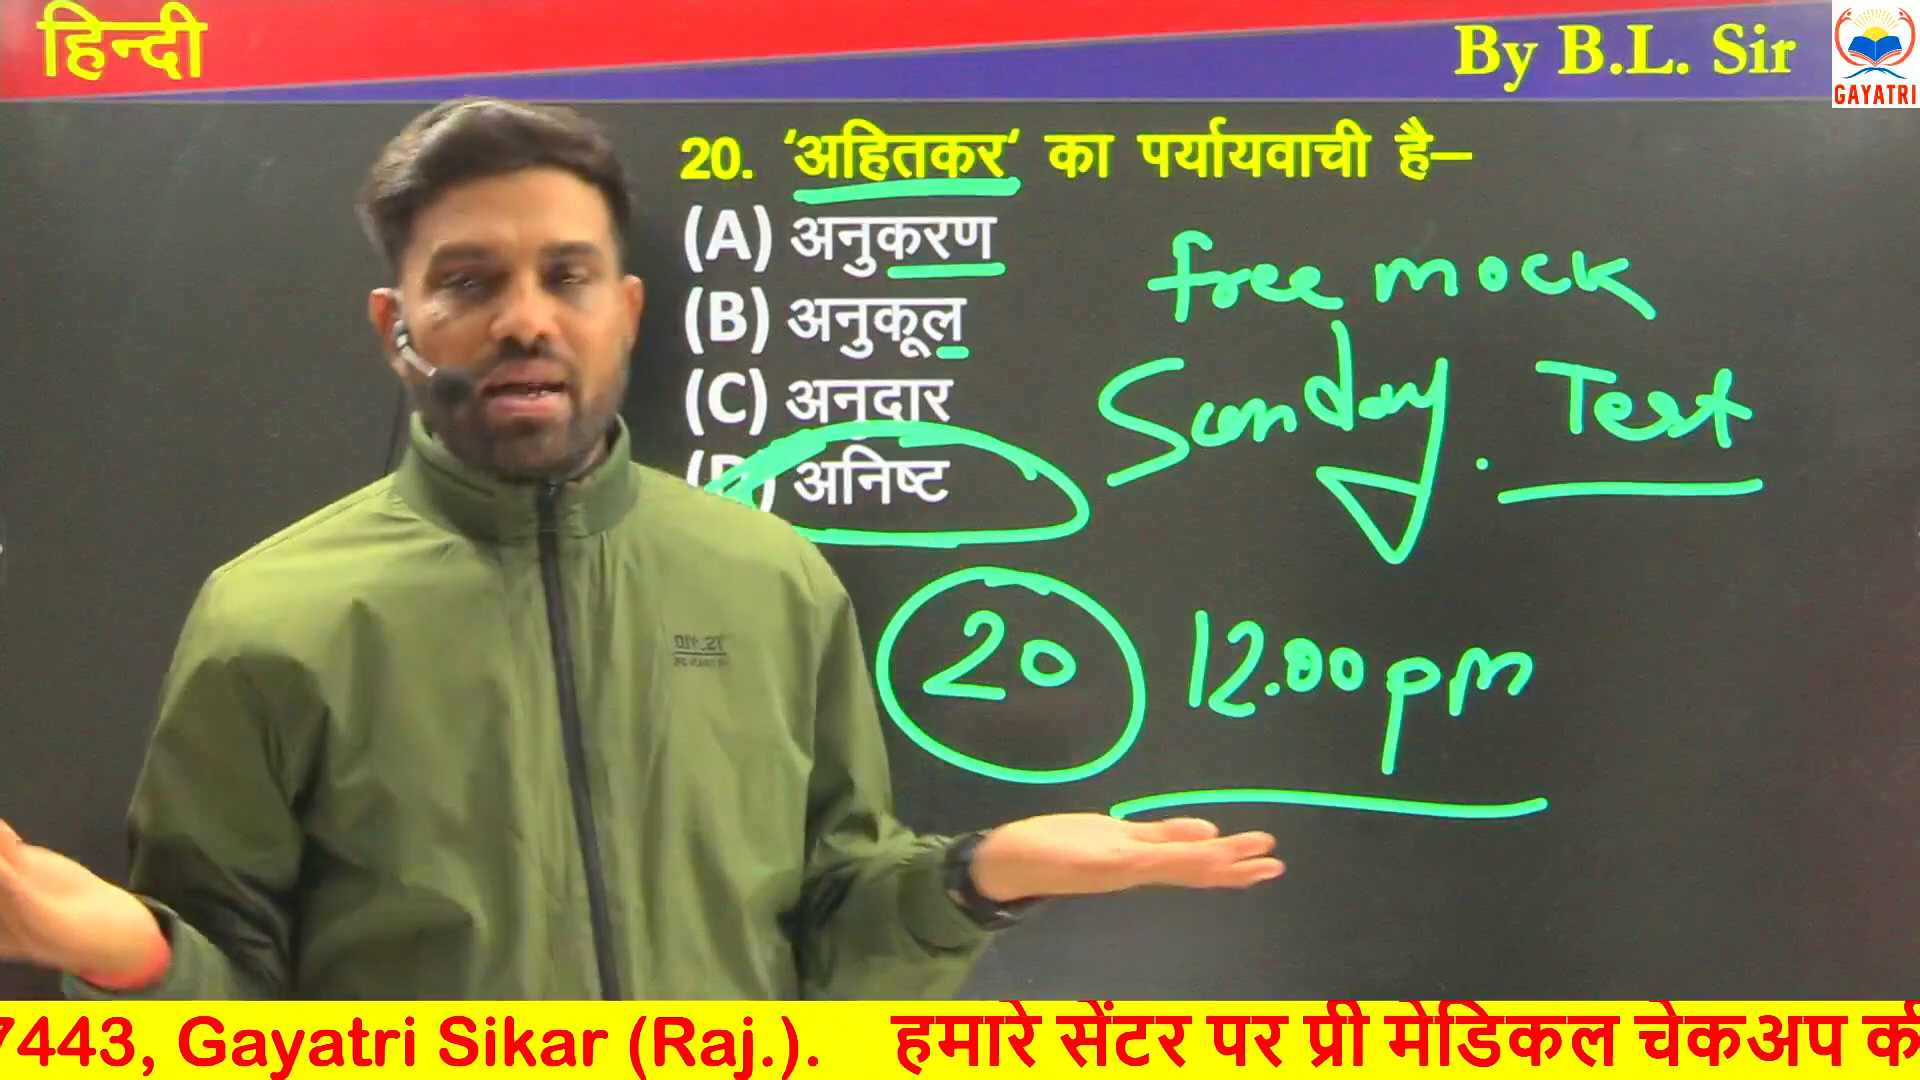 हिन्दी
By B.L. Sir
GAYATRI
20. ‘अहितकर‘ का पर्यायवाची है–
(A) अनुकरण
(B) अनुकूल
(C) अनुदार
(D) अनिष्ट
free mock
Sunday. Test
20 12.00 pm
7443, Gayatri Sikar (Raj.). हमारे सेंटर पर प्री मेडिकल चेकअप की